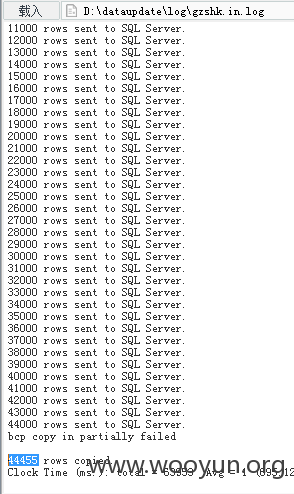 载入 D:\dataupdate\log\gzshk.in.log
11000 rows sent to SQL Server.
12000 rows sent to SQL Server.
13000 rows sent to SQL Server.
14000 rows sent to SQL Server.
15000 rows sent to SQL Server.
16000 rows sent to SQL Server.
17000 rows sent to SQL Server.
18000 rows sent to SQL Server.
19000 rows sent to SQL Server.
20000 rows sent to SQL Server.
21000 rows sent to SQL Server.
22000 rows sent to SQL Server.
23000 rows sent to SQL Server.
24000 rows sent to SQL Server.
25000 rows sent to SQL Server.
26000 rows sent to SQL Server.
27000 rows sent to SQL Server.
28000 rows sent to SQL Server.
29000 rows sent to SQL Server.
30000 rows sent to SQL Server.
31000 rows sent to SQL Server.
32000 rows sent to SQL Server.
33000 rows sent to SQL Server.
34000 rows sent to SQL Server.
35000 rows sent to SQL Server.
36000 rows sent to SQL Server.
37000 rows sent to SQL Server.
38000 rows sent to SQL Server.
39000 rows sent to SQL Server.
40000 rows sent to SQL Server.
41000 rows sent to SQL Server.
42000 rows sent to SQL Server.
43000 rows sent to SQL Server.
44000 rows sent to SQL Server.
bcp copy in partially failed
44455 rows copied
Clock Time (ms.): total
www.wooyun.org